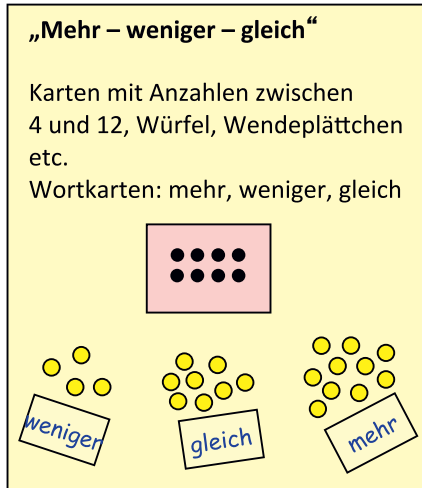 „Mehr – weniger – gleich“
Karten mit Anzahlen zwischen
4 und 12, Würfel, Wendeplättchen
etc.
Wortkarten: mehr, weniger, gleich
weniger
gleich
mehr